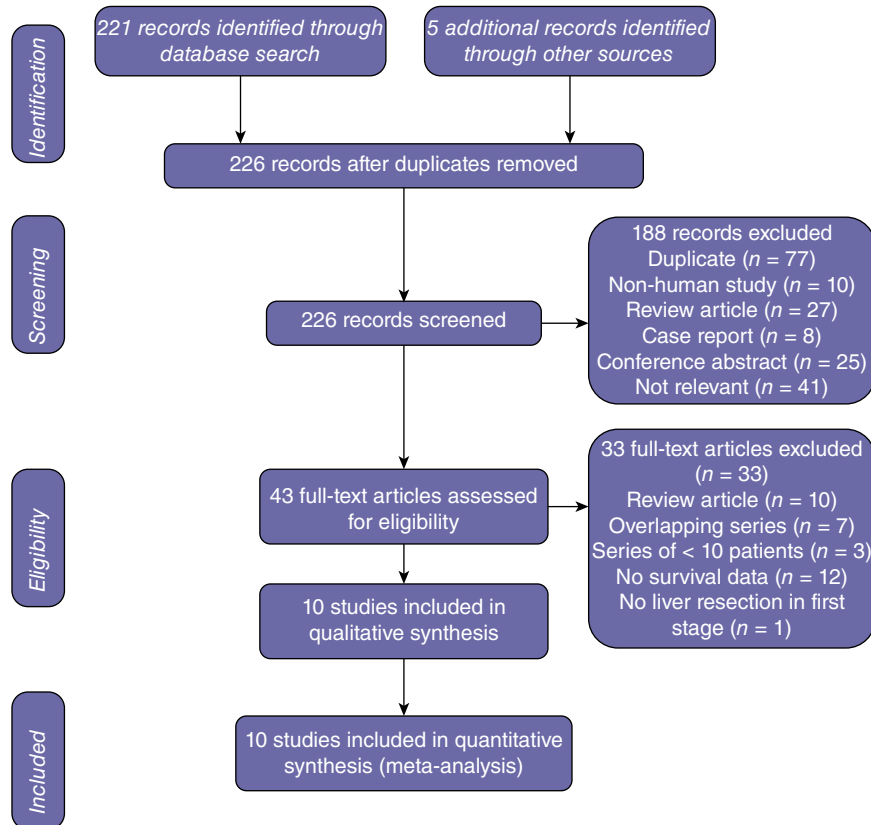 Identification
221 records identified through
database search
5 additional records identified
through other sources
226 records after duplicates removed
Screening
226 records screened
188 records excluded
Duplicate (n = 77)
Non-human study (n = 10)
Review article (n = 27)
Case report (n = 8)
Conference abstract (n = 25)
Not relevant (n = 41)
Eligibility
43 full-text articles assessed
for eligibility
33 full-text articles excluded
(n = 33)
Review article (n = 10)
Overlapping series (n = 7)
Series of < 10 patients (n = 3)
No survival data (n = 12)
No liver resection in first
stage (n = 1)
10 studies included in
qualitative synthesis
Included
10 studies included in quantitative
synthesis (meta-analysis)